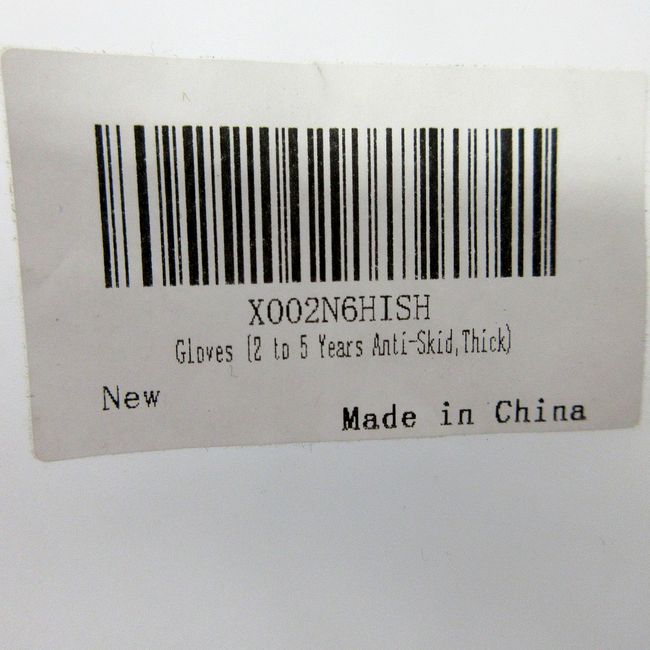 X002N6HISH
Gloves (2 to 5 Years Anti-Skid,Thick)
New
Made in China